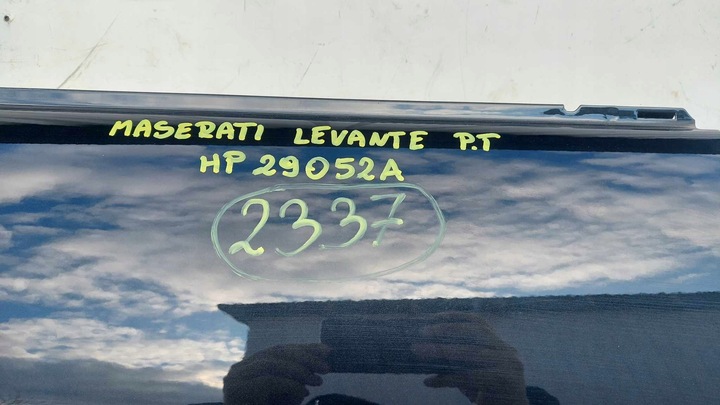 MASERATI LEVANTE P.T
HP 29052A
2337